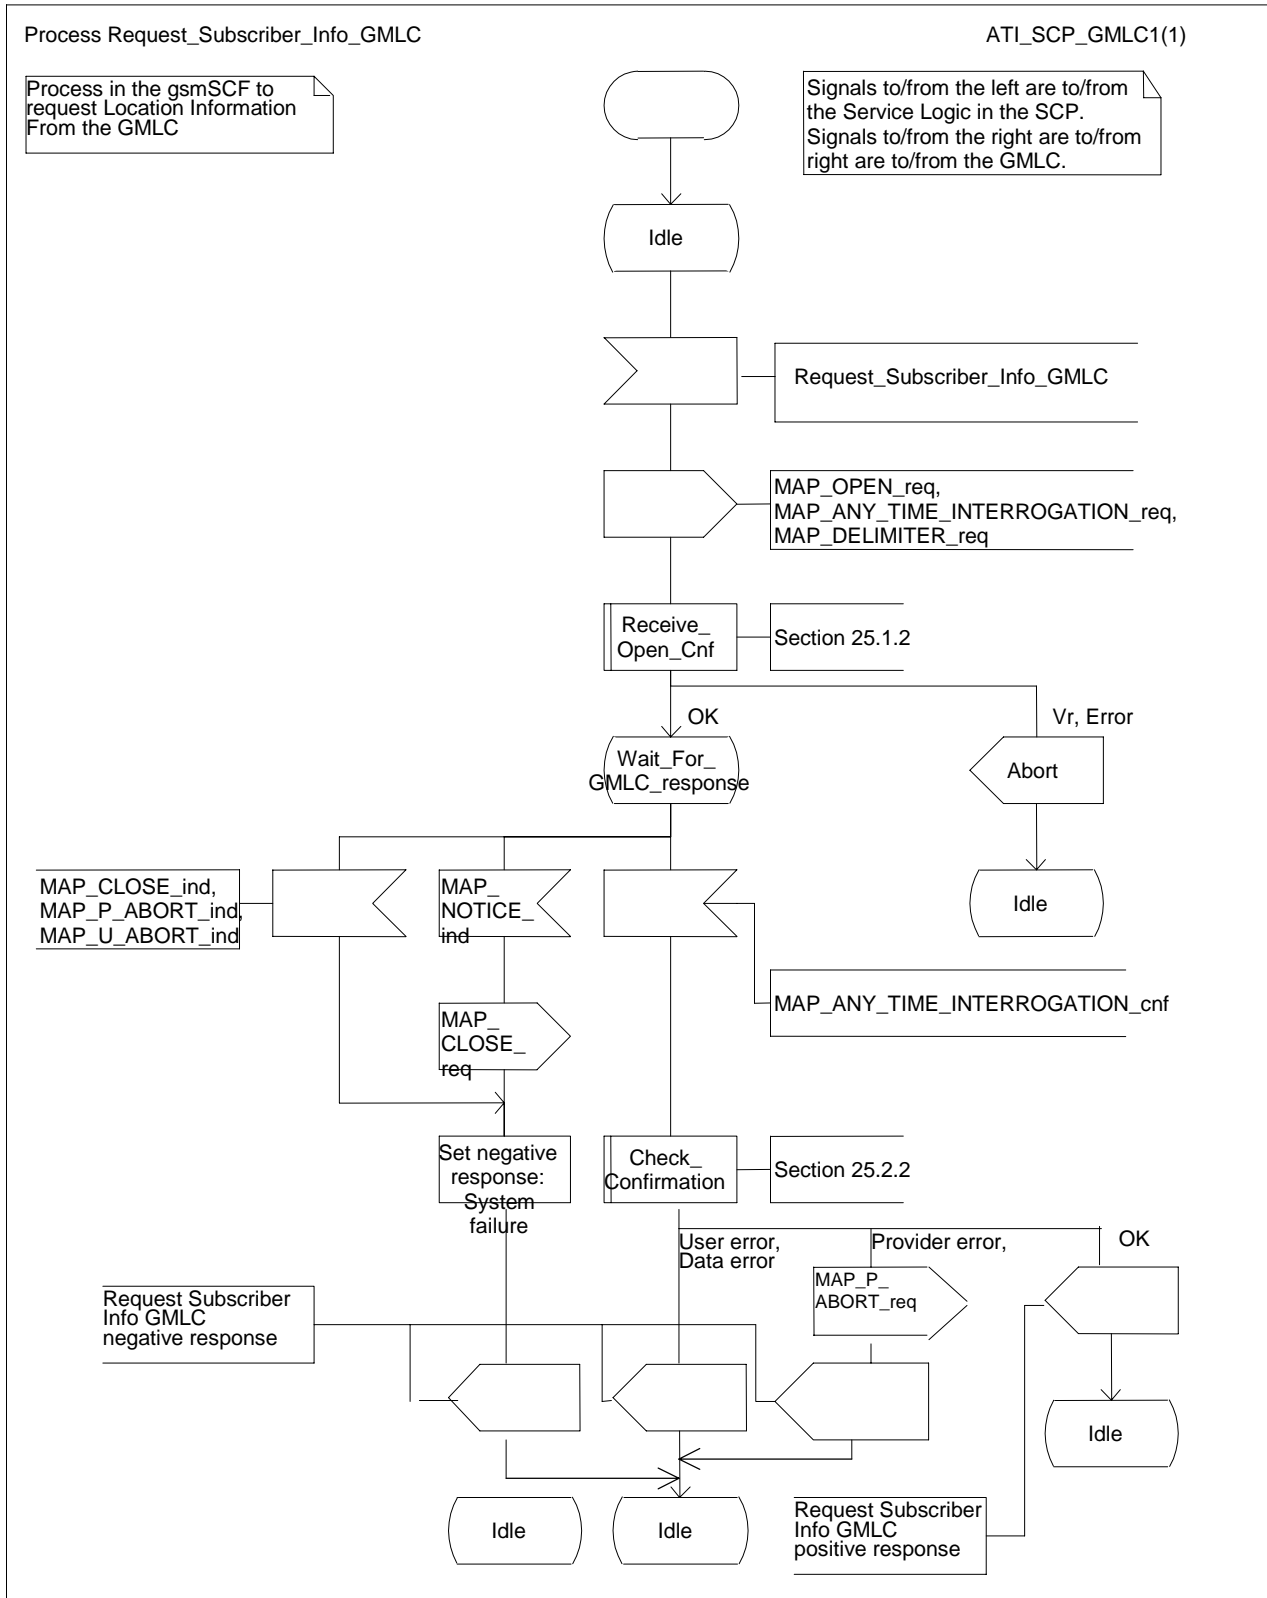 Process Request_Subscriber_Info_GMLC
ATI_SCP_GMLC1(1)
Process in the gsmSCF to
request Location Information
From the GMLC
Signals to/from the left are to/from
the Service Logic in the SCP.
Signals to/from the right are to/from
right are to/from the GMLC.
Idle
Request_Subscriber_Info_GMLC
MAP_OPEN_req,
MAP_ANY_TIME_INTERROGATION_req,
MAP_DELIMITER_req
Receive_
Open_Cnf
Section 25.1.2
OK
Vr, Error
Wait_For_
GMLC_response
Abort
MAP_CLOSE_ind,
MAP_P_ABORT_ind,
MAP_U_ABORT_ind
MAP_
NOTICE_
ind
Idle
MAP_ANY_TIME_INTERROGATION_cnf
MAP_
CLOSE_
req
Set negative
response:
System
failure
Check_
Confirmation
Section 25.2.2
User error,
Data error
Provider error,
OK
MAP_P_
ABORT_req
Request Subscriber
Info GMLC
negative response
Idle
Idle
Idle
Request Subscriber
Info GMLC
positive response